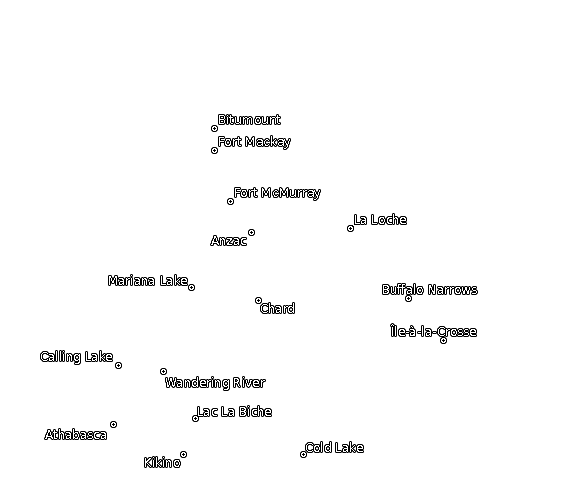 Bitumount
Fort Mackay
Fort McMurray
La Loche
Anzac
Mariana Lake
Buffalo Narrows
Chard
Île-à-la-Crosse
Calling Lake
Wandering River
Lac La Biche
Athabasca
Cold Lake
Kikino